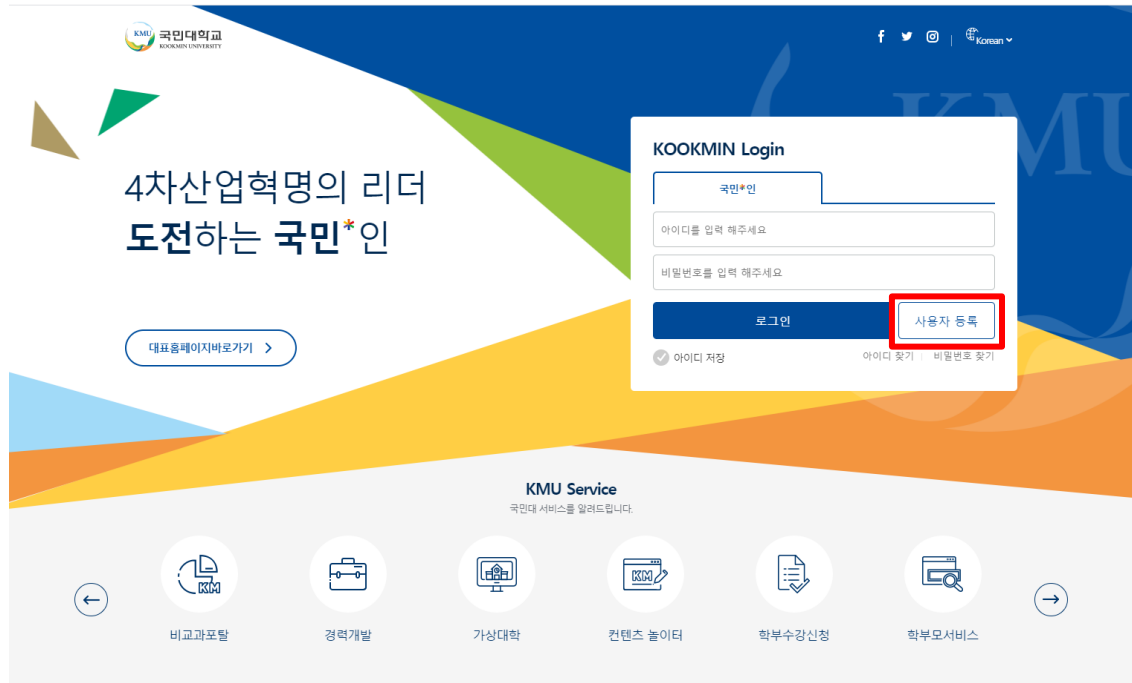 KMU 국민대학교
KOOKMIN UNIVERSITY
Korean
KMU
4차산업혁명의 리더
도전하는 국민*인
대표홈페이지바로가기
KOOKMIN Login
국민*인
아이디를 입력 해주세요
비밀번호를 입력 해주세요
로그인
사용자 등록
아이디 저장
아이디 찾기
비밀번호 찾기
KMU Service
국민대 서비스를 알려드립니다.
KM
KM
비교과포탈
경력개발
가상대학
컨텐츠 놀이터
학부수강신청
학부모서비스